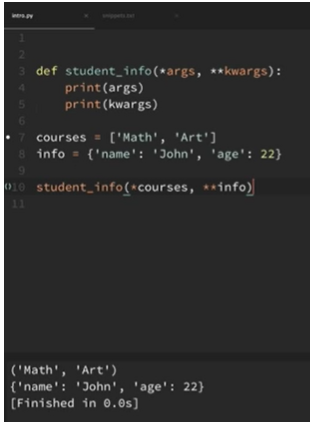 intro.py
snippets.txt
1
2
3 def student_info(*args, **kwargs):
4     print(args)
5     print(kwargs)
6
7 courses = ['Math', 'Art']
8 info = {'name': 'John', 'age': 22}
9
10 student_info(*courses, **info)
11
('Math', 'Art')
{'name': 'John', 'age': 22}
[Finished in 0.0s]